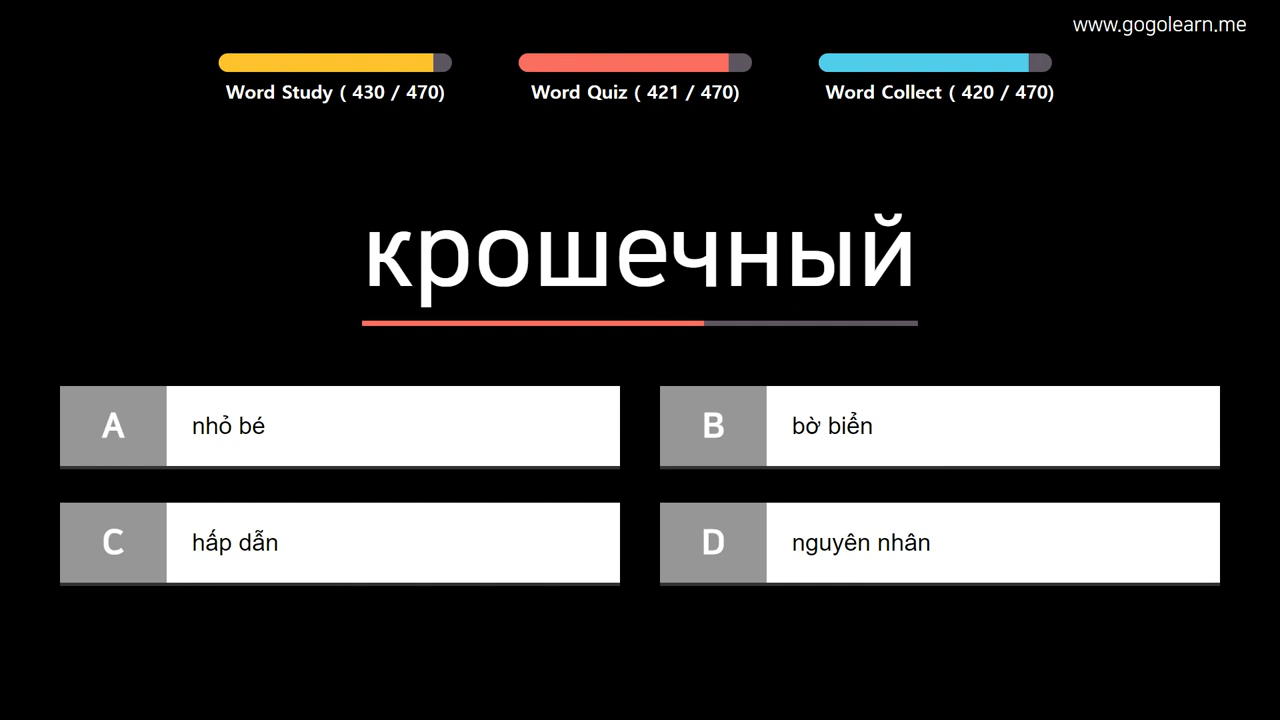 www.gogolearn.me
Word Study ( 430 / 470)
Word Quiz ( 421 / 470)
Word Collect ( 420 / 470)
крошечный
A nhỏ bé
B bờ biển
C hấp dẫn
D nguyên nhân